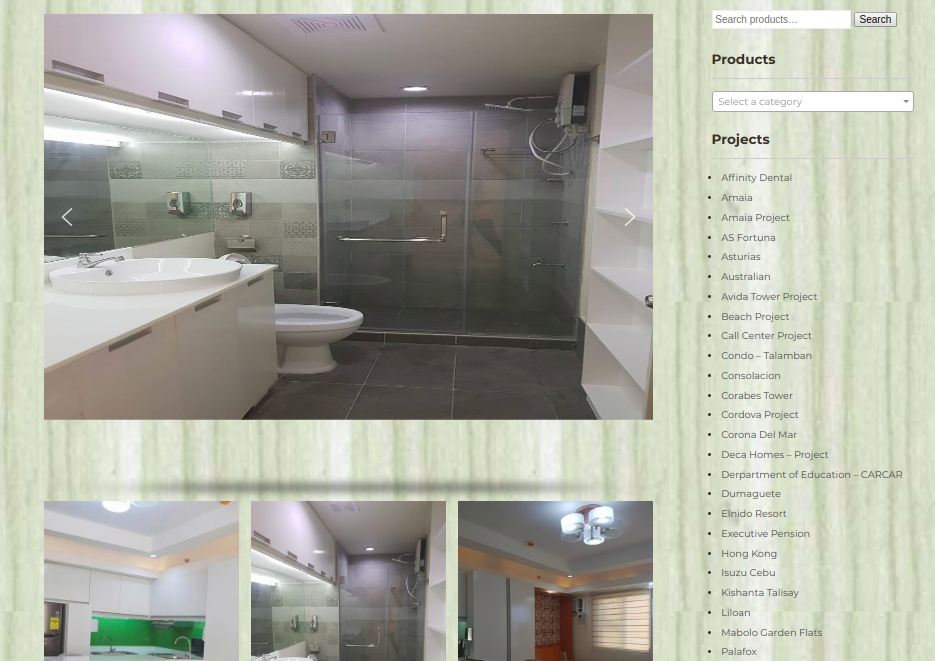 Search products…
Search
Products
Select a category
Projects
Affinity Dental
Amaia
Amaia Project
AS Fortuna
Asturias
Australian
Avida Tower Project
Beach Project
Call Center Project
Condo – Talamban
Consolacion
Corabes Tower
Cordova Project
Corona Del Mar
Deca Homes – Project
Derpartment of Education – CARCAR
Dumaguete
Elnido Resort
Executive Pension
Hong Kong
Isuzu Cebu
Kishanta Talisay
Liloan
Mabolo Garden Flats
Palafox